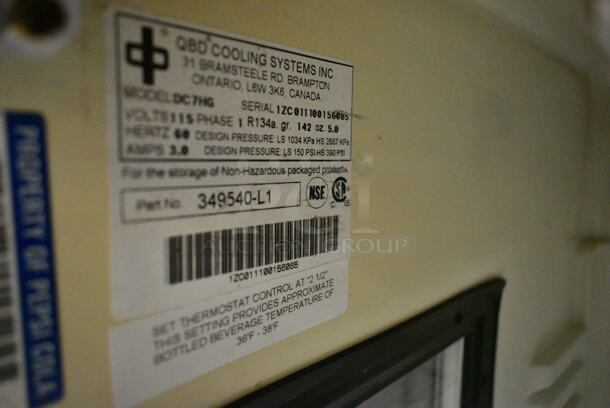 QBD COOLING SYSTEMS INC
31 BRAMSTEELE RD. BRAMPTON
ONTARIO, L6W 3K6, CANADA
MODEL DC7HG SERIAL 1ZC011100156085
VOLTS 115 PHASE 1 R134a. gr. 142 oz. 5.0
HERTZ 60 DESIGN PRESSURE: LS 1034 KPa HS 2687 KPa
AMPS 3.0 DESIGN PRESSURE: LS 150 PSI-HS 390 PSI
For the storage of Non-Hazardous packaged product
Part No. 349540-L1
NSF
1ZC011100156085
SET THERMOSTAT CONTROL AT "2 1/2"
THIS SETTING PROVIDES APPROXIMATE
BOTTLED BEVERAGE TEMPERATURE OF
36°F - 38°F
PROPERTY OF PEPSI COLA
AUCTION GROUP